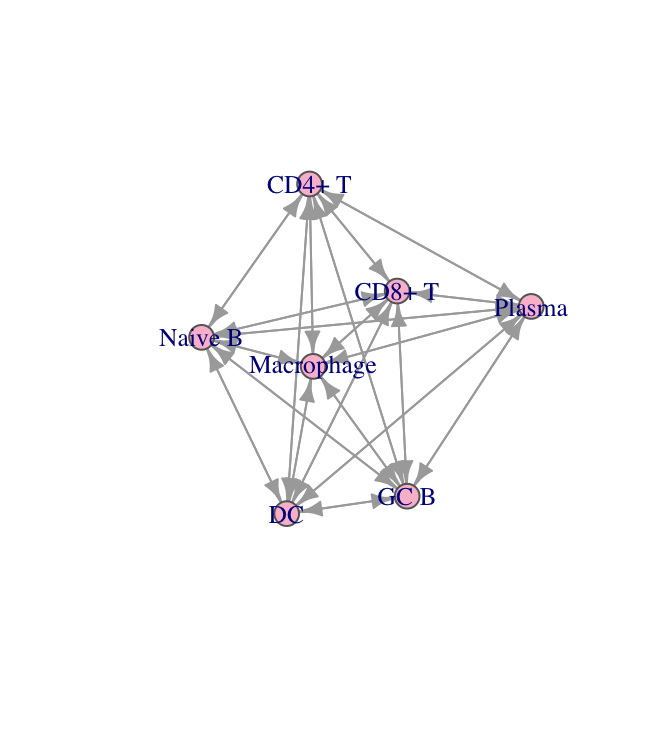 CD4+ T
CD8+ T
Plasma
Naive B
Macrophage
GC B
DC